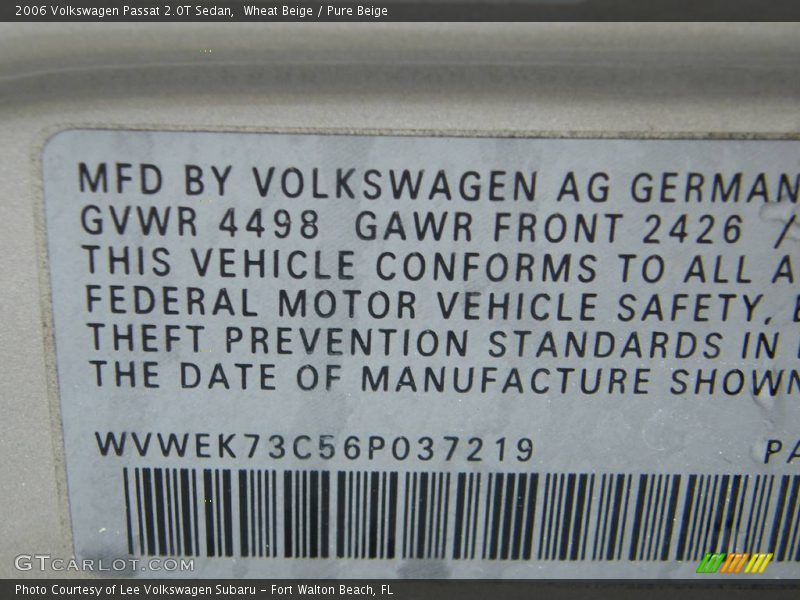 2006 Volkswagen Passat 2.0T Sedan,  Wheat Beige / Pure Beige
MFD BY VOLKSWAGEN AG GERMAN
GVWR 4498  GAWR FRONT 2426 /
THIS VEHICLE CONFORMS TO ALL A
FEDERAL MOTOR VEHICLE SAFETY,
THEFT PREVENTION STANDARDS IN
THE DATE OF MANUFACTURE SHOWN
WVWEK73C56P037219 PA
GTCARLOT.COM
Photo Courtesy of Lee Volkswagen Subaru - Fort Walton Beach, FL